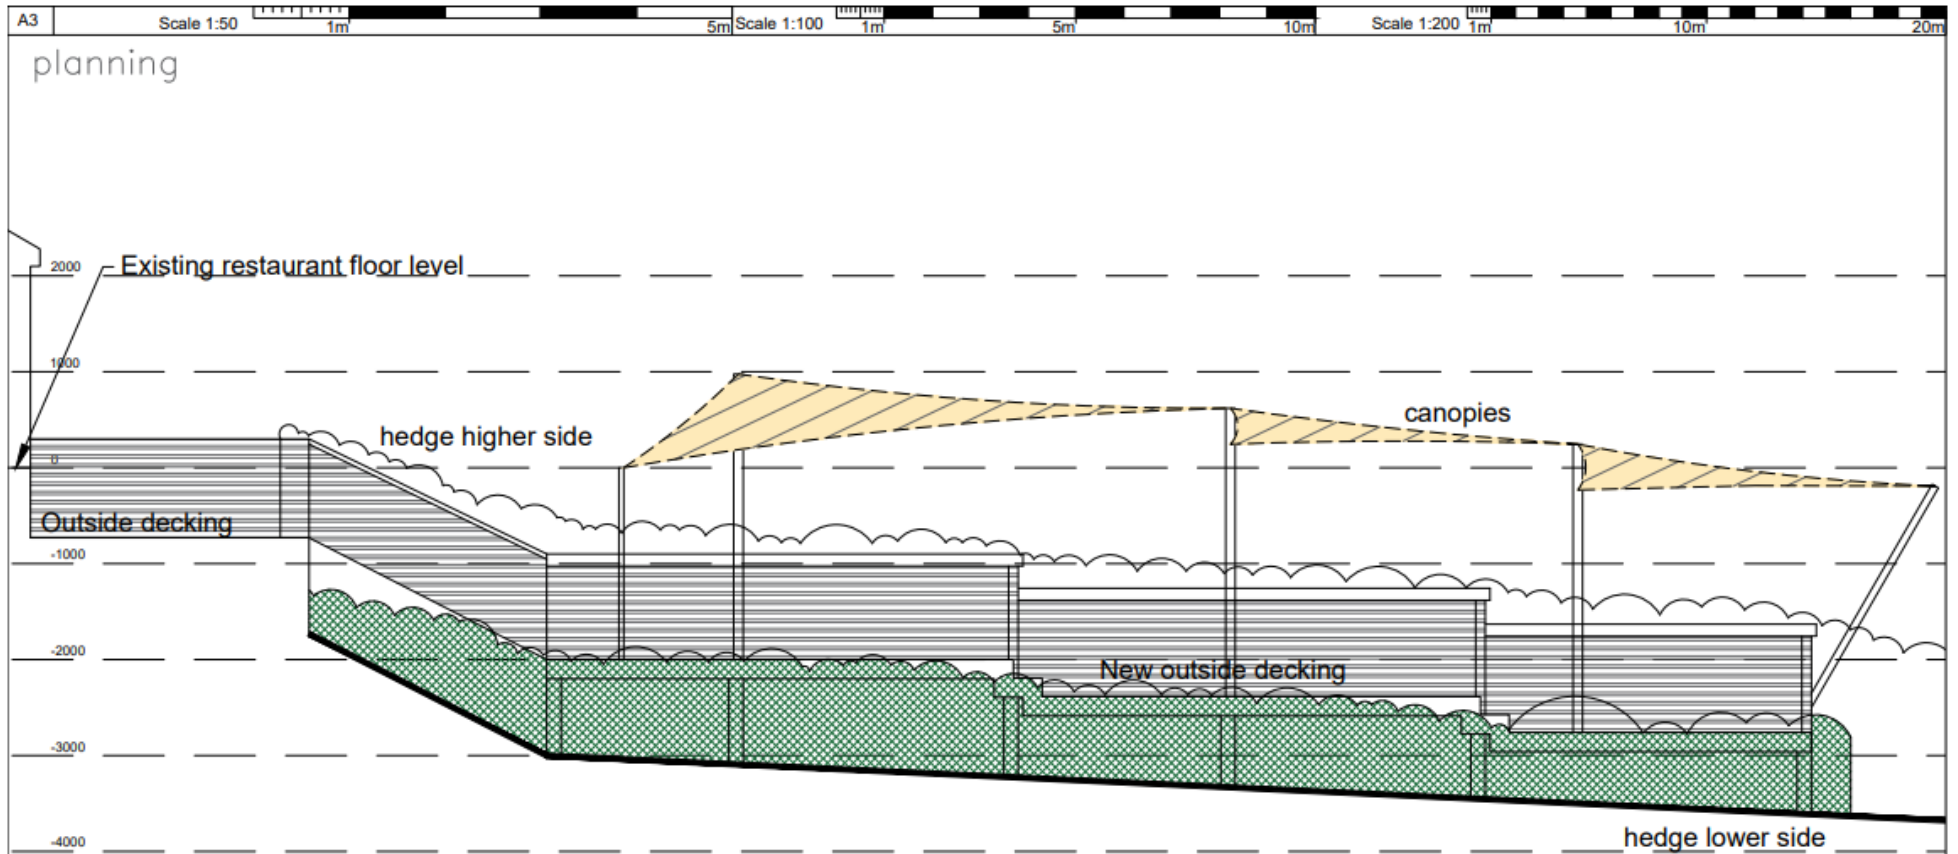 A3 Scale 1:50 1m 5m Scale 1:100 1m 5m 10m Scale 1:200 1m 10m 20m
planning
Existing restaurant floor level
2000
1000
canopies
hedge higher side
0
Outside decking
-1000
-2000
New outside decking
-3000
hedge lower side
-4000